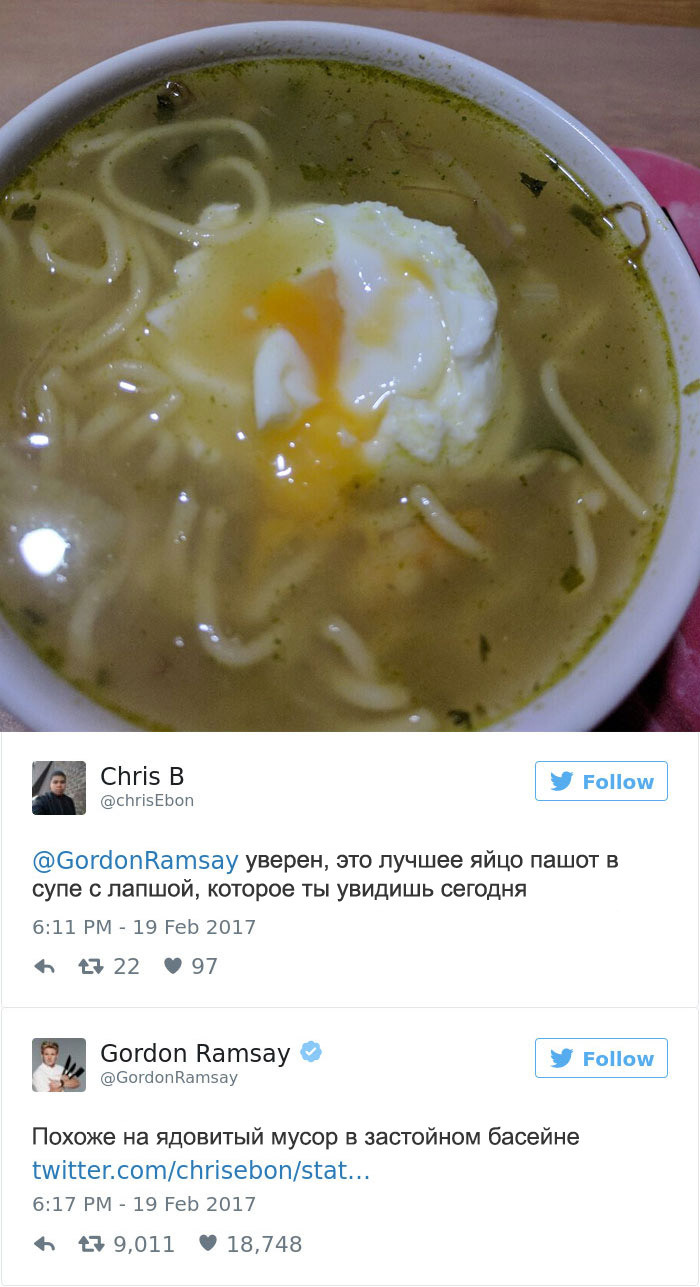 Chris B
@chrisEbon
Follow
@GordonRamsay уверен, это лучшее яйцо пашот в
супе с лапшой, которое ты увидишь сегодня
6:11 PM - 19 Feb 2017
22 97
Gordon Ramsay
@GordonRamsay
Follow
Похоже на ядовитый мусор в застойном басейне
twitter.com/chrisebon/stat…
6:17 PM - 19 Feb 2017
9,011 18,748